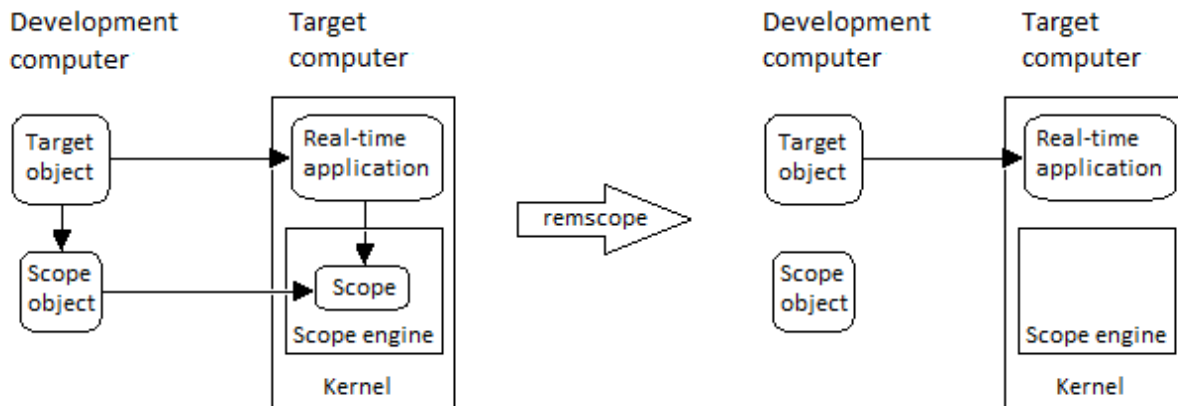 Development
computer
Target
computer
Target
object
Real-time
application
Scope
object
Scope
Scope engine
Kernel
remscope
Development
computer
Target
computer
Target
object
Real-time
application
Scope
object
Scope engine
Kernel